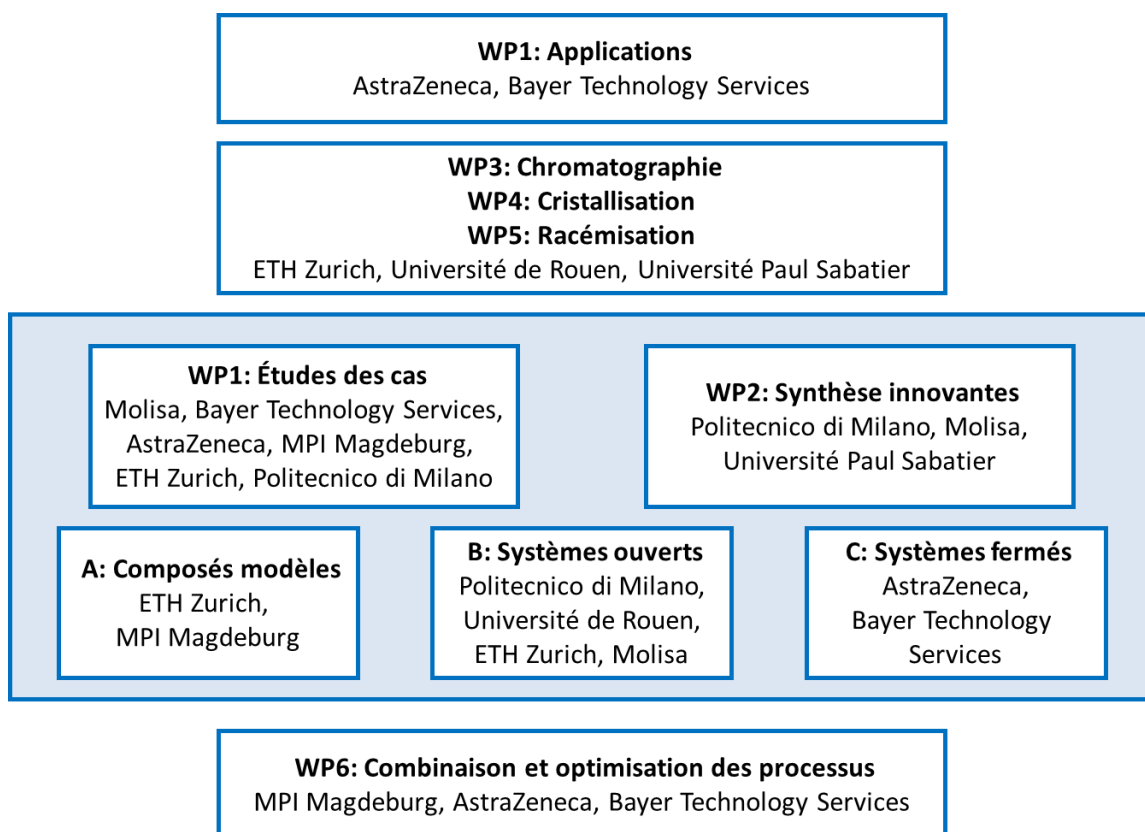 WP1: Applications
AstraZeneca, Bayer Technology Services
WP3: Chromatographie
WP4: Cristallisation
WP5: Racémisation
ETH Zurich, Université de Rouen, Université Paul Sabatier
WP1: Études des cas
Molisa, Bayer Technology Services,
AstraZeneca, MPI Magdeburg,
ETH Zurich, Politecnico di Milano
WP2: Synthèse innovantes
Politecnico di Milano, Molisa,
Université Paul Sabatier
A: Composés modèles
ETH Zurich,
MPI Magdeburg
B: Systèmes ouverts
Politecnico di Milano,
Université de Rouen,
ETH Zurich, Molisa
C: Systèmes fermés
AstraZeneca,
Bayer Technology
Services
WP6: Combinaison et optimisation des processus
MPI Magdeburg, AstraZeneca, Bayer Technology Services